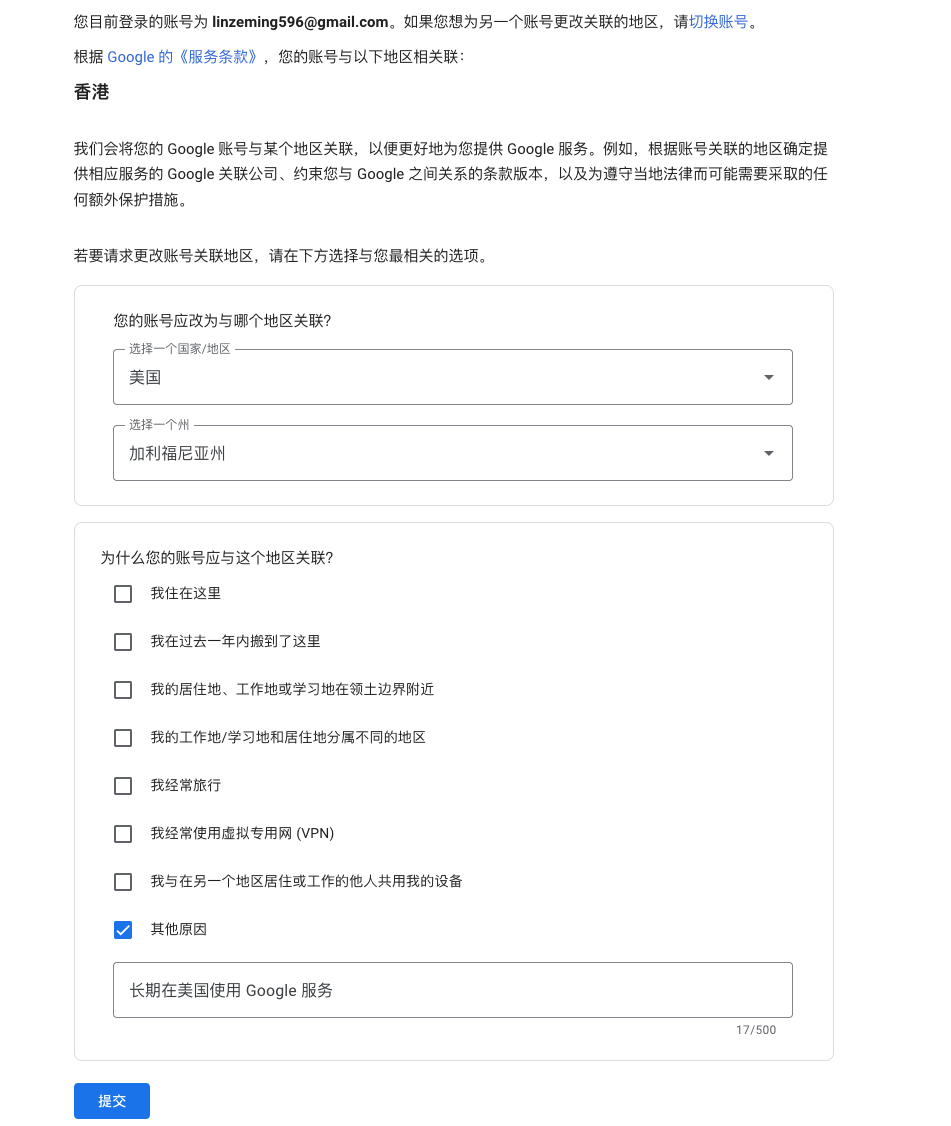 您目前登录的账号为 linzeming596@gmail.com。如果您想为另一个账号更改关联的地区，请切换账号。
根据 Google 的《服务条款》，您的账号与以下地区相关联：
香港
我们会将您的 Google 账号与某个地区关联，以便更好地为您提供 Google 服务。例如，根据账号关联的地区确定提
供相应服务的 Google 关联公司、约束您与 Google 之间关系的条款版本，以及为遵守当地法律而可能需要采取的任
何额外保护措施。
若要请求更改账号关联地区，请在下方选择与您最相关的选项。
您的账号应改为与哪个地区关联？
选择一个国家/地区
美国
选择一个州
加利福尼亚州
为什么您的账号应与这个地区关联？
我住在这里
我在过去一年内搬到了这里
我的居住地、工作地或学习地在领土边界附近
我的工作地/学习地和居住地分属不同的地区
我经常旅行
我经常使用虚拟专用网 (VPN)
我与在另一个地区居住或工作的他人共用我的设备
其他原因
长期在美国使用 Google 服务
17/500
提交